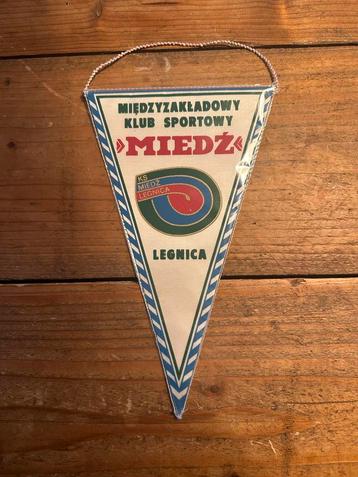 MIĘDZYZAKŁADOWY
KLUB SPORTOWY
»MIEDŹ«
KS
MIEDŹ
LEGNICA
LEGNICA